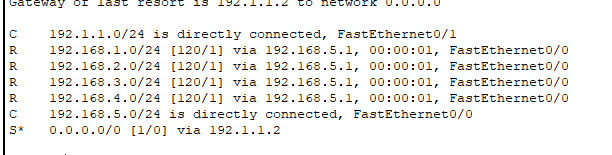 Gateway of last resort is 192.1.1.2 to network 0.0.0.0
C 192.1.1.0/24 is directly connected, FastEthernet0/1
R 192.168.1.0/24 [120/1] via 192.168.5.1, 00:00:01, FastEthernet0/0
R 192.168.2.0/24 [120/1] via 192.168.5.1, 00:00:01, FastEthernet0/0
R 192.168.3.0/24 [120/1] via 192.168.5.1, 00:00:01, FastEthernet0/0
R 192.168.4.0/24 [120/1] via 192.168.5.1, 00:00:01, FastEthernet0/0
C 192.168.5.0/24 is directly connected, FastEthernet0/0
S* 0.0.0.0/0 [1/0] via 192.1.1.2